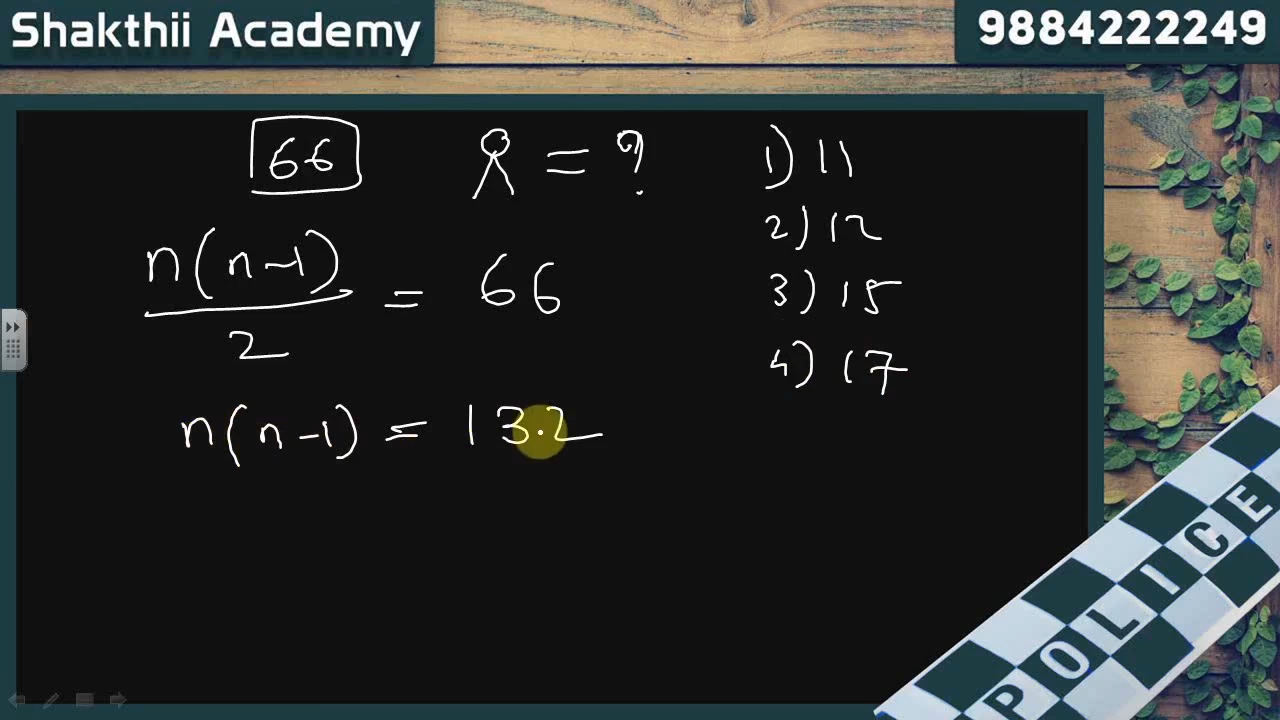 Shakthii Academy
9884222249
66 = ?
n(n-1)/2 = 66
n(n-1) = 132
1) 11
2) 12
3) 15
4) 17
POLICE